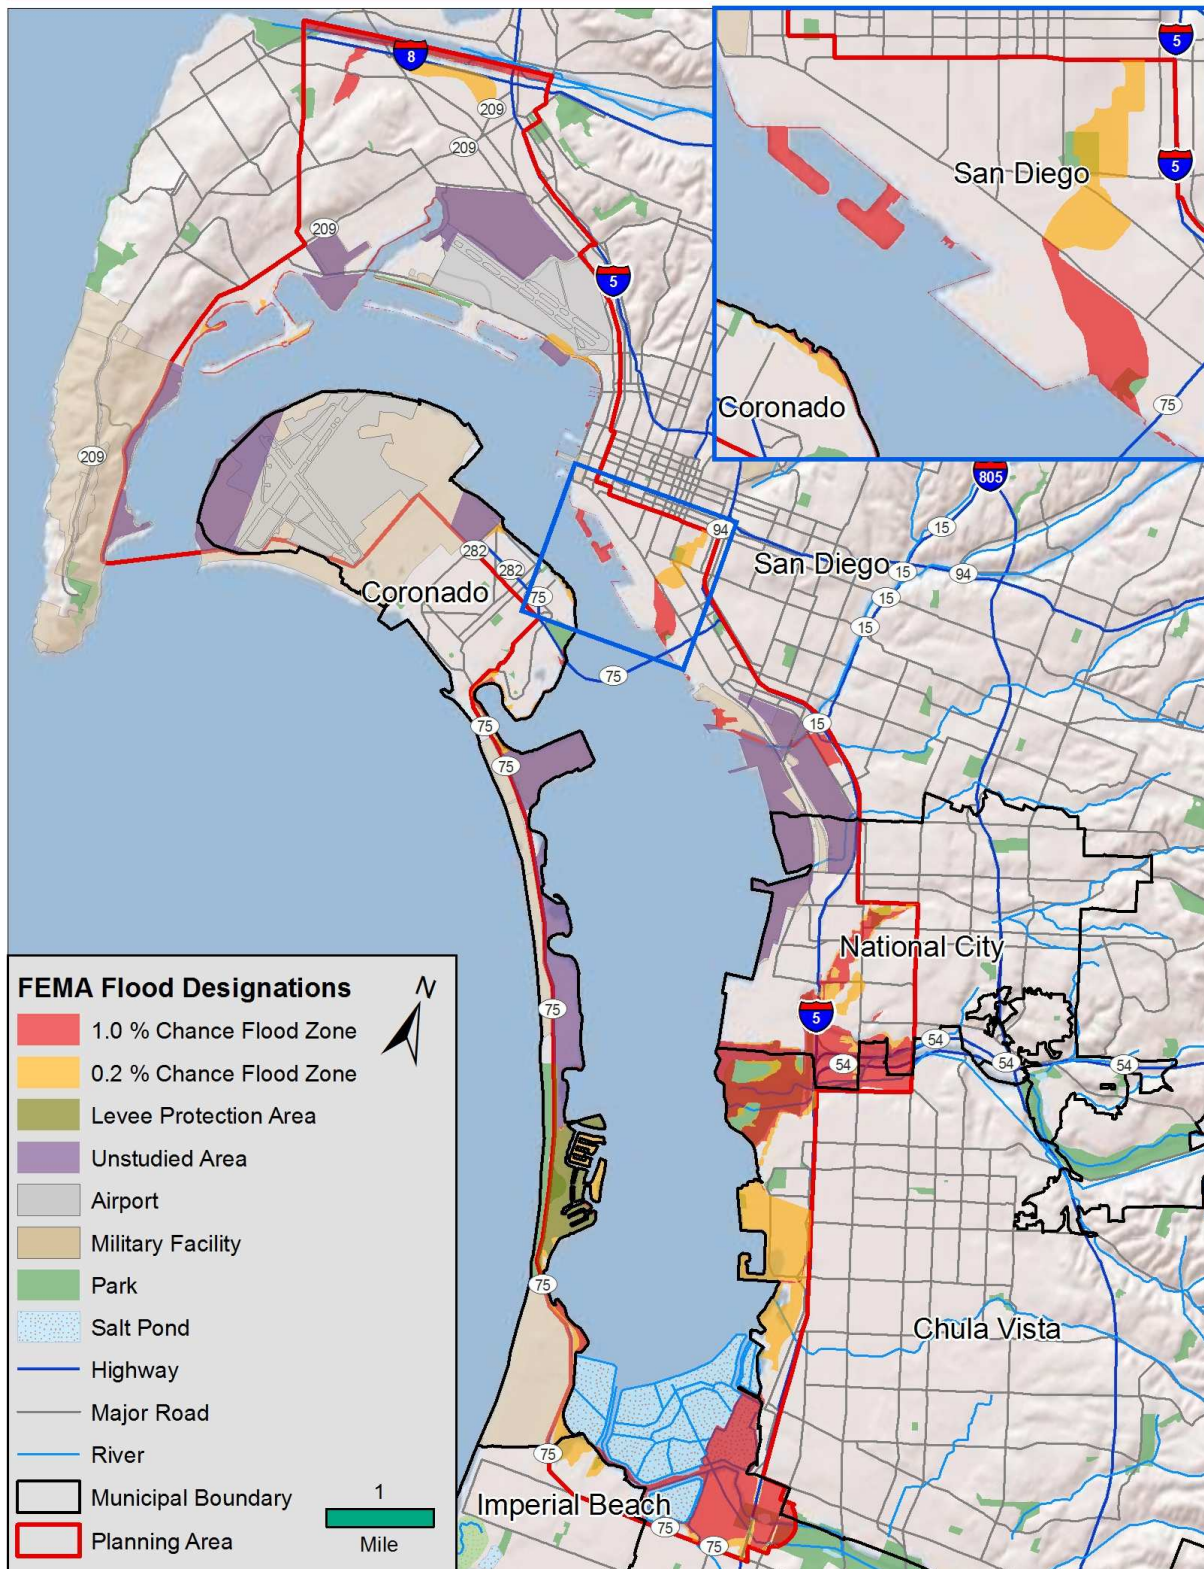 8
209
209
209
5
209
5
5
San Diego
75
Coronado
805
94
15
San Diego
15
94
15
15
282
282
75
Coronado
75
75
15
75
National City
75
5
54
54
54
54
75
Chula Vista
75
Imperial Beach
75
75
FEMA Flood Designations
N
1.0 % Chance Flood Zone
0.2 % Chance Flood Zone
Levee Protection Area
Unstudied Area
Airport
Military Facility
Park
Salt Pond
Highway
Major Road
River
Municipal Boundary
1
Planning Area
Mile